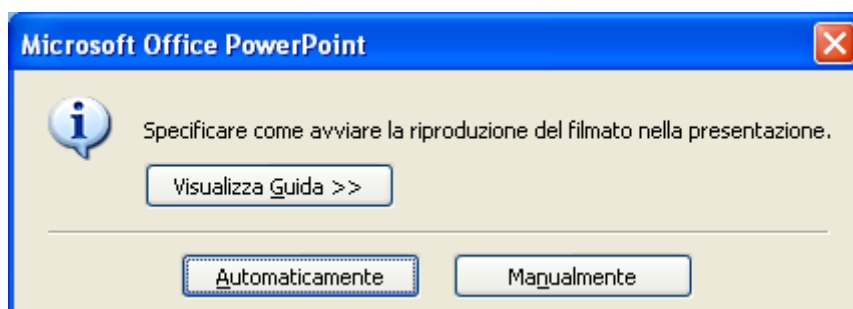 Microsoft Office PowerPoint
Specificare come avviare la riproduzione del filmato nella presentazione.
Visualizza Guida >>
Automaticamente
Manualmente